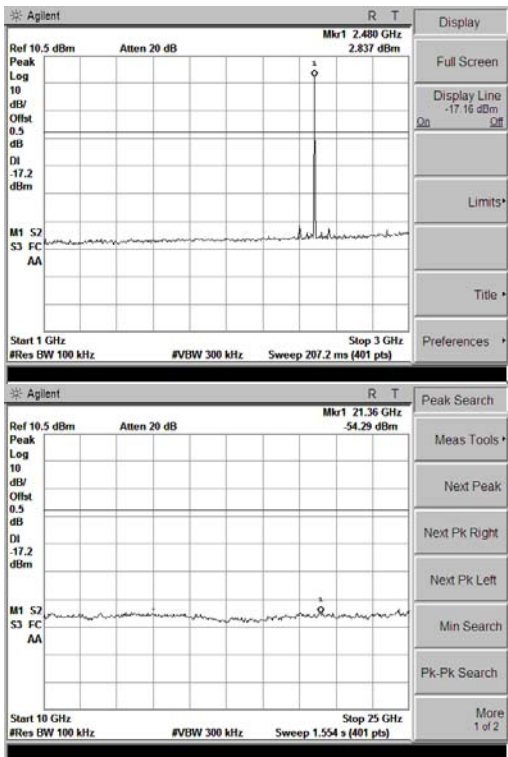 Agilent R T
Mkr1 2.480 GHz
Ref 10.5 dBm Atten 20 dB 2.837 dBm
Peak
Log
10
dB/
Offst
0.5
dB
DI
-17.2
dBm
M1 S2
S3 FC
AA
1
Start 1 GHz Stop 3 GHz
#Res BW 100 kHz #VBW 300 kHz Sweep 207.2 ms (401 pts)
Display
Full Screen
Display Line
-17.16 dBm
On Off
Limits
Title
Preferences
Agilent R T
Mkr1 21.36 GHz
Ref 10.5 dBm Atten 20 dB -54.29 dBm
Peak
Log
10
dB/
Offst
0.5
dB
DI
-17.2
dBm
M1 S2
S3 FC
AA
1
Start 10 GHz Stop 25 GHz
#Res BW 100 kHz #VBW 300 kHz Sweep 1.554 s (401 pts)
Peak Search
Meas Tools
Next Peak
Next Pk Right
Next Pk Left
Min Search
Pk-Pk Search
More
1 of 2